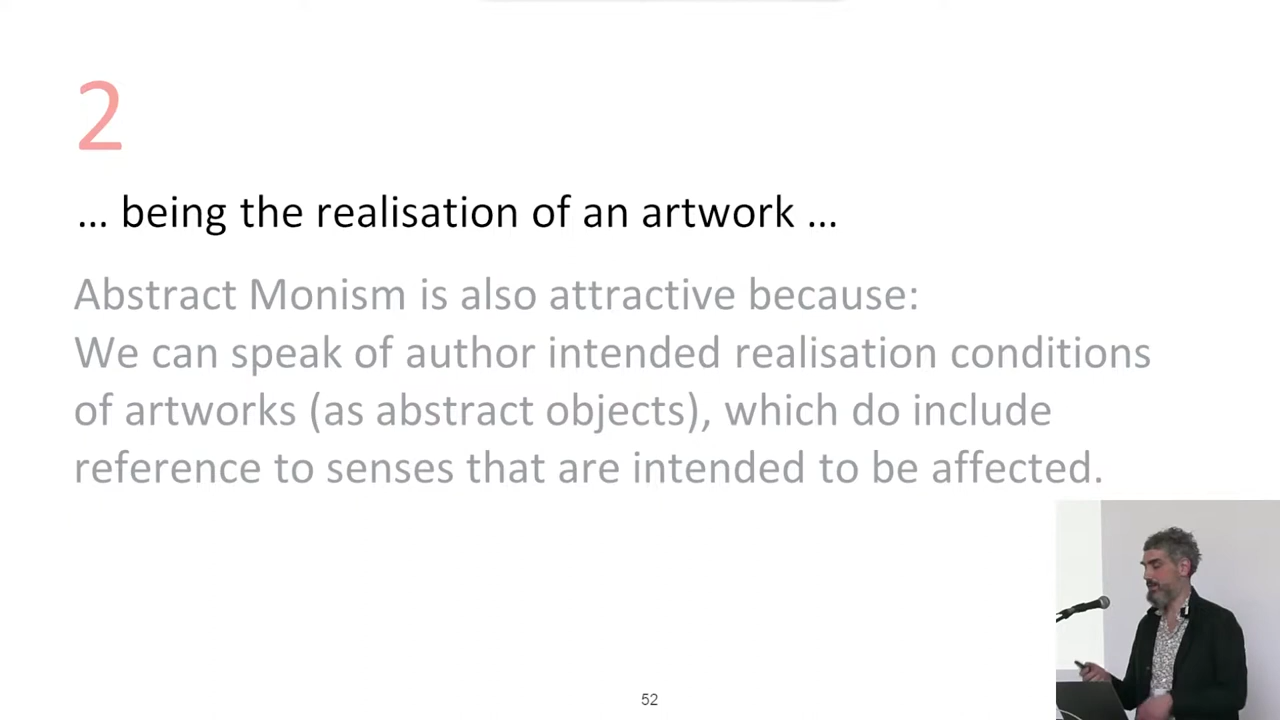 2
… being the realisation of an artwork …
Abstract Monism is also attractive because:
We can speak of author intended realisation conditions
of artworks (as abstract objects), which do include
reference to senses that are intended to be affected.
52